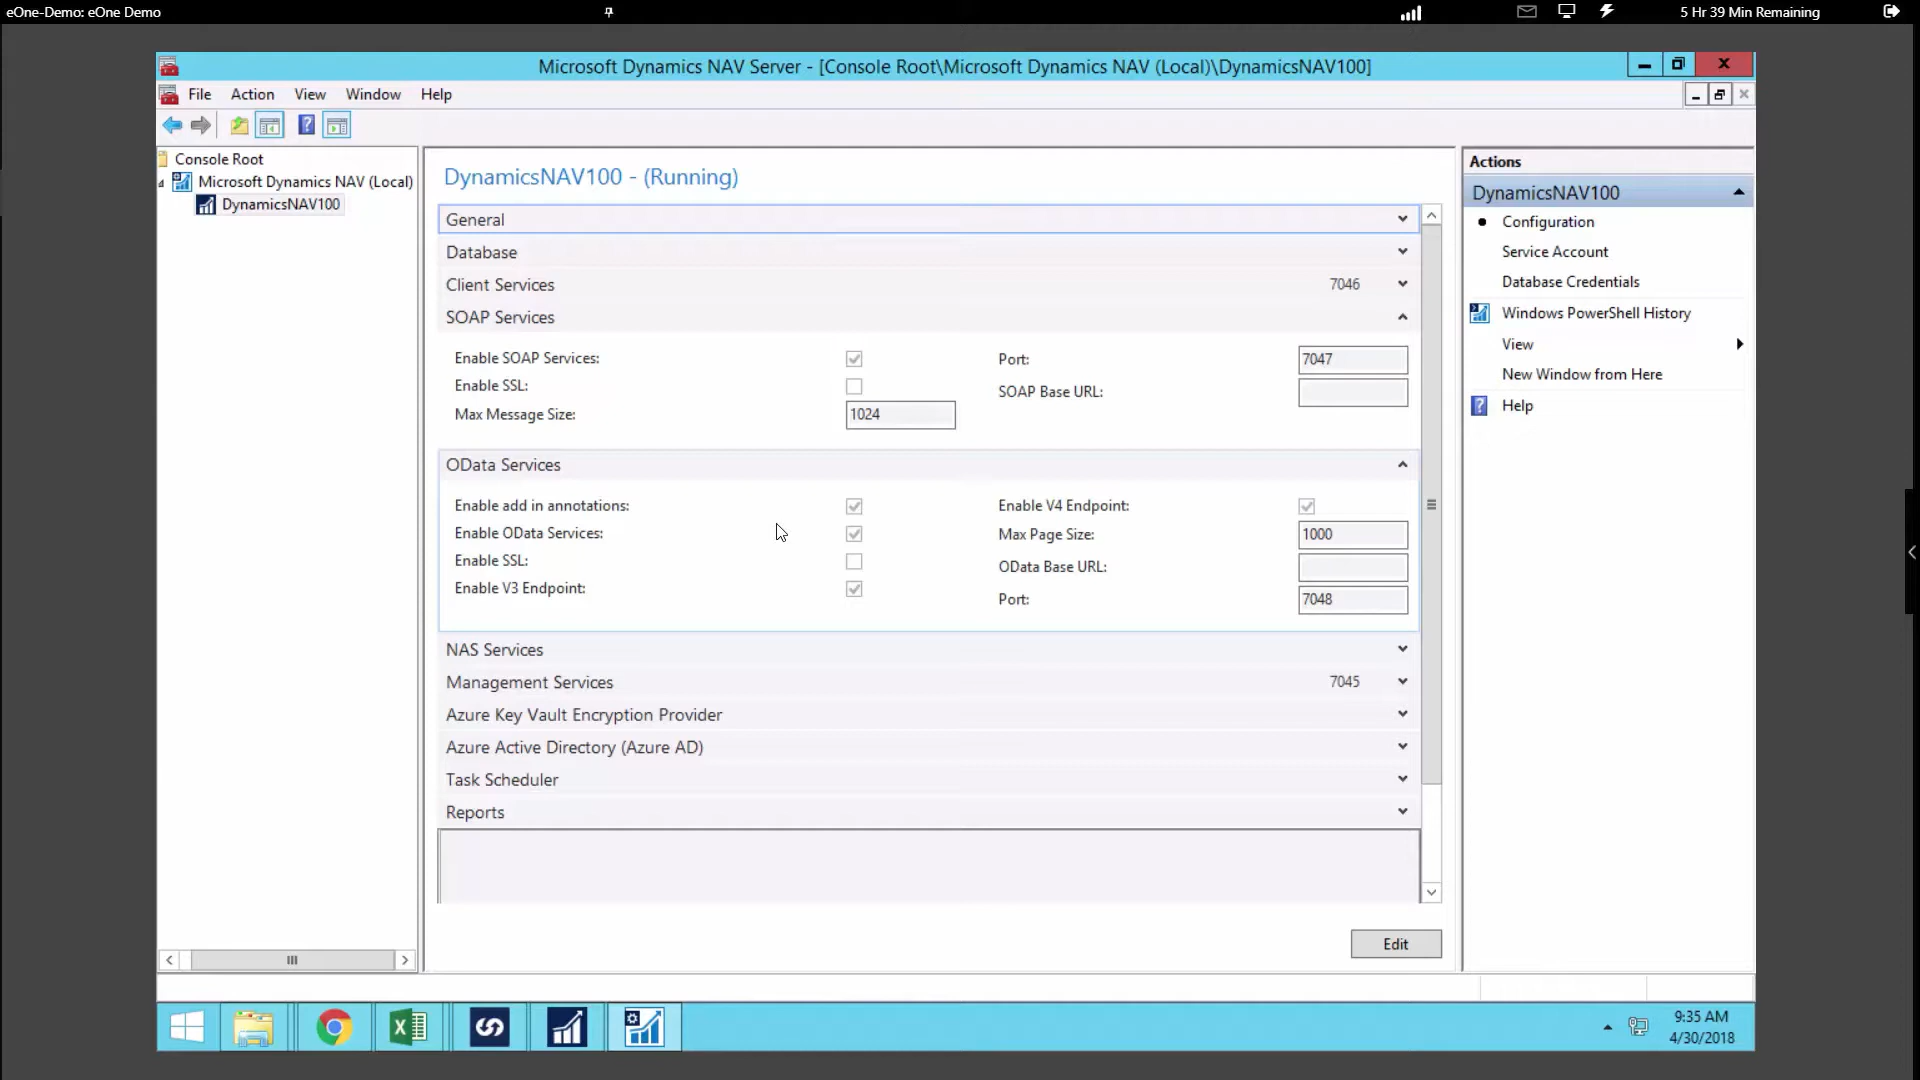 eOne-Demo: eOne Demo
5 Hr 39 Min Remaining
Microsoft Dynamics NAV Server - [Console Root\Microsoft Dynamics NAV (Local)\DynamicsNAV100]
File Action View Window Help
Console Root
Microsoft Dynamics NAV (Local)
DynamicsNAV100
DynamicsNAV100 - (Running)
General
Database
Client Services 7046
SOAP Services
Enable SOAP Services:
Enable SSL:
Max Message Size: 1024
Port: 7047
SOAP Base URL:
OData Services
Enable add in annotations:
Enable OData Services:
Enable SSL:
Enable V3 Endpoint:
Enable V4 Endpoint:
Max Page Size: 1000
OData Base URL:
Port: 7048
NAS Services
Management Services 7045
Azure Key Vault Encryption Provider
Azure Active Directory (Azure AD)
Task Scheduler
Reports
Edit
Actions
DynamicsNAV100
Configuration
Service Account
Database Credentials
Windows PowerShell History
View
New Window from Here
Help
9:35 AM
4/30/2018